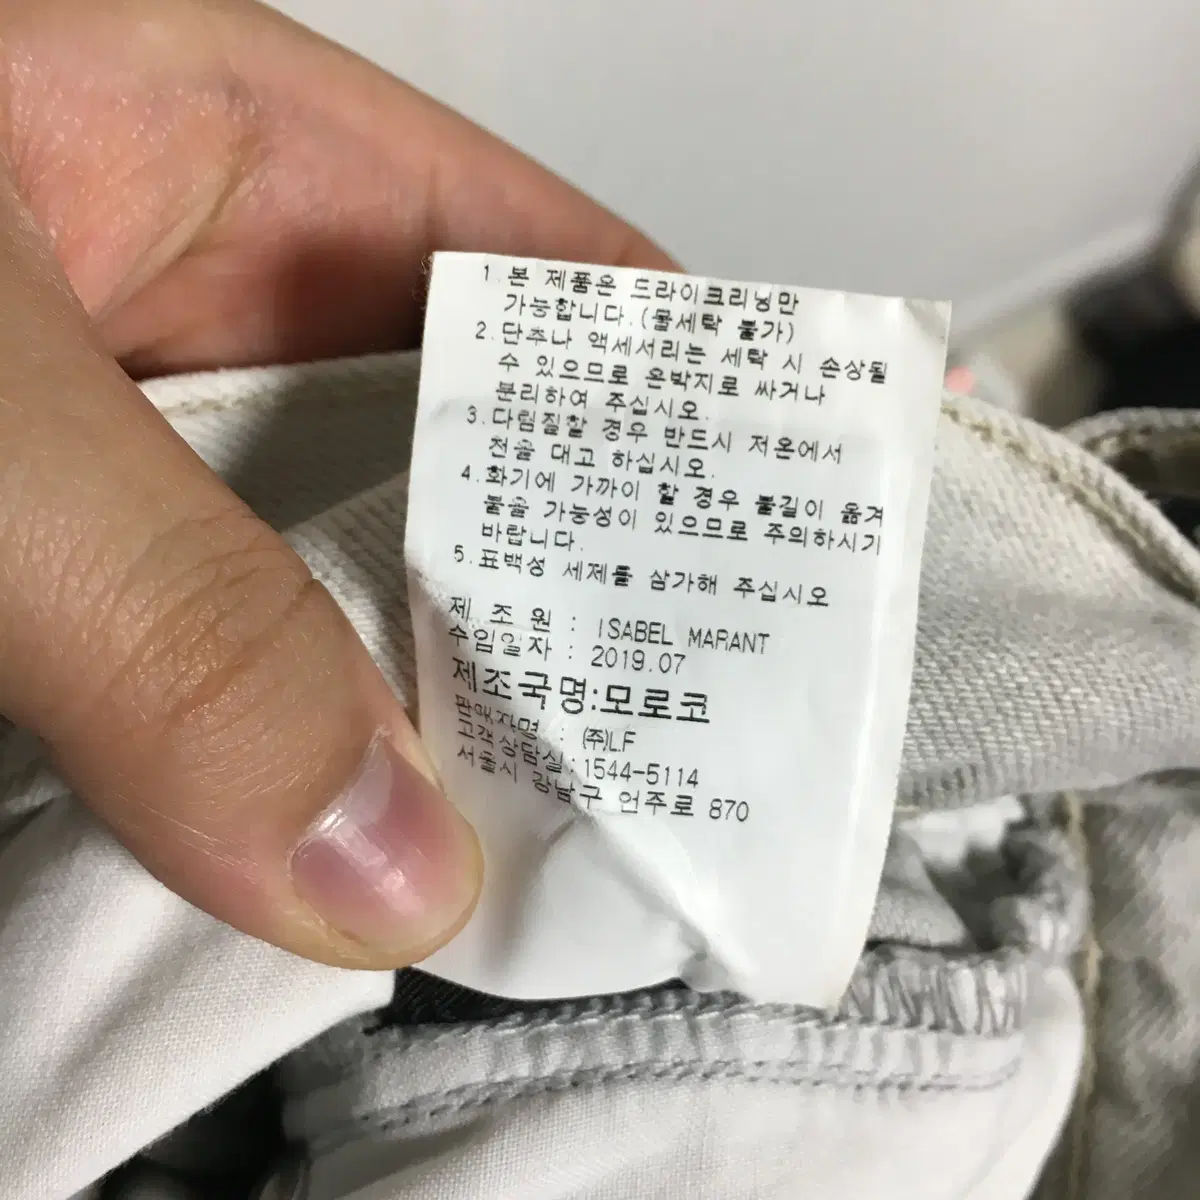 1. 본 제품은 드라이크리닝만
가능합니다.(물세탁 불가)
2. 단추나 액세서리는 세탁 시 손상될
수 있으므로 은박지로 싸거나
분리하여 주십시오.
3. 다림질할 경우 반드시 저온에서
천을 대고 하십시오.
4. 화기에 가까이 할 경우 불길이 옮겨
붙을 가능성이 있으므로 주의하시기
바랍니다.
5. 표백성 세제를 삼가해 주십시오
제 조 원 : ISABEL MARANT
수입일자 : 2019.07
제조국명:모로코
판매자명 : (주)LF
고객상담실:1544-5114
서울시 강남구 언주로 870